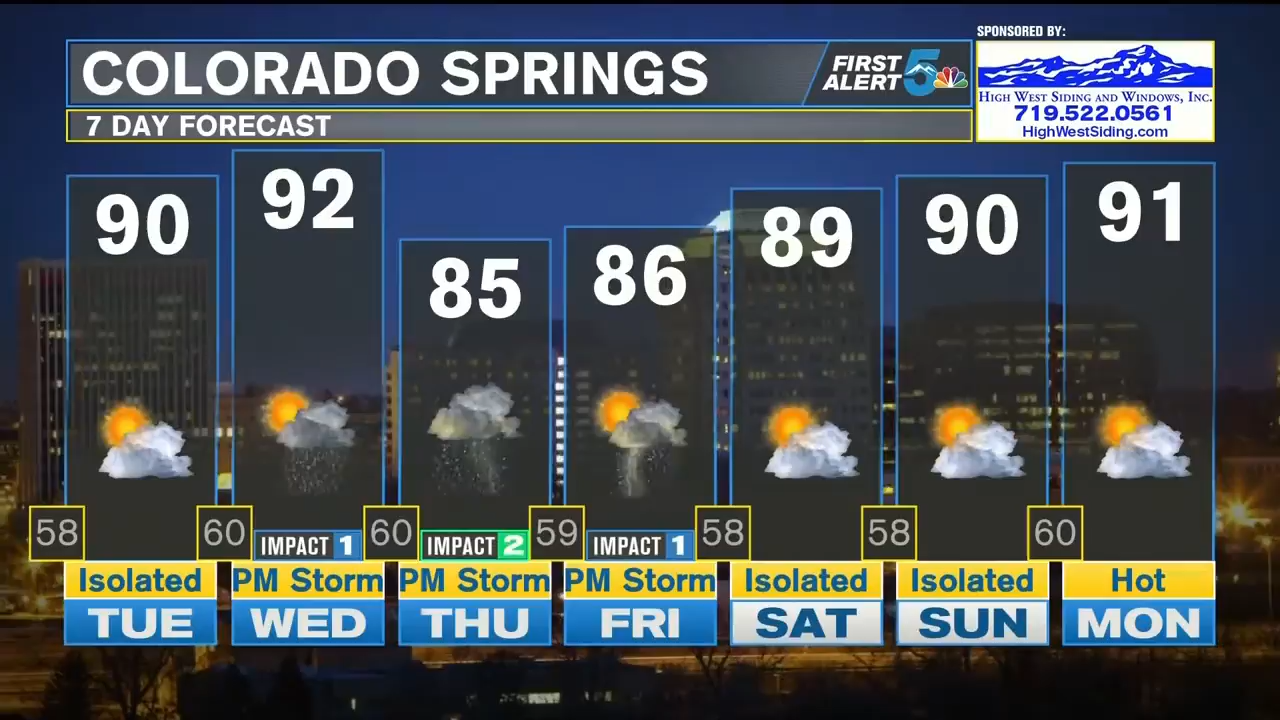 SPONSORED BY:
COLORADO SPRINGS
FIRST
ALERT 5
HIGH WEST SIDING AND WINDOWS, INC.
719.522.0561
HighWestSiding.com
7 DAY FORECAST
90 92 85 86 89 90 91
58 60 60 59 58 58 60
IMPACT 1 IMPACT 2 IMPACT 1
Isolated PM Storm PM Storm PM Storm Isolated Isolated Hot
TUE WED THU FRI SAT SUN MON